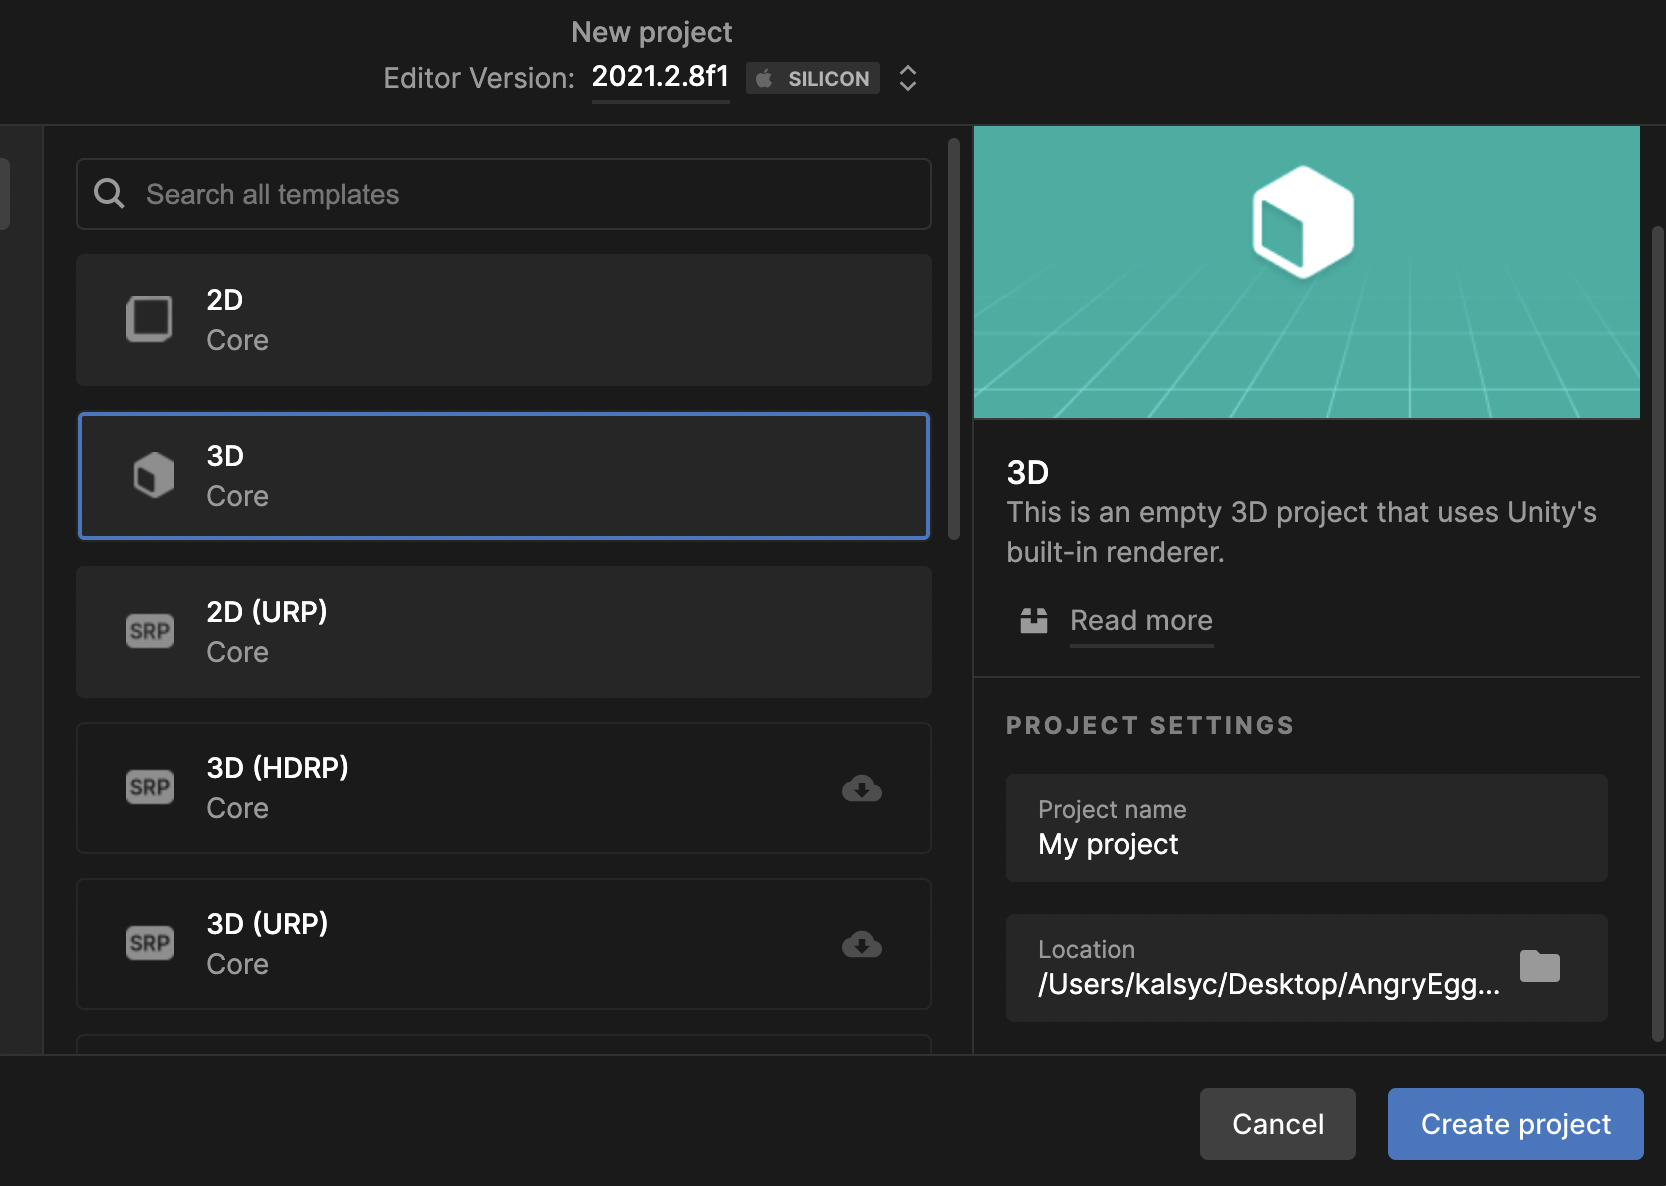 New project
Editor Version: 2021.2.8f1 SILICON
Search all templates
2D
Core
3D
Core
SRP
2D (URP)
Core
SRP
3D (HDRP)
Core
SRP
3D (URP)
Core
3D
This is an empty 3D project that uses Unity's
built-in renderer.
Read more
PROJECT SETTINGS
Project name
My project
Location
/Users/kalsyc/Desktop/AngryEgg...
Cancel
Create project